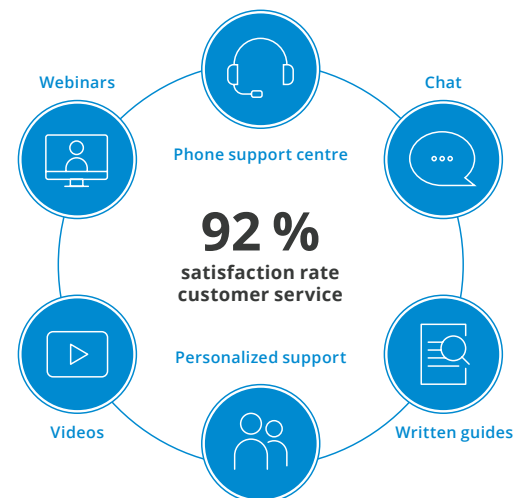 Webinars
Chat
Phone support centre
92 %
satisfaction rate
customer service
Personalized support
Videos
Written guides